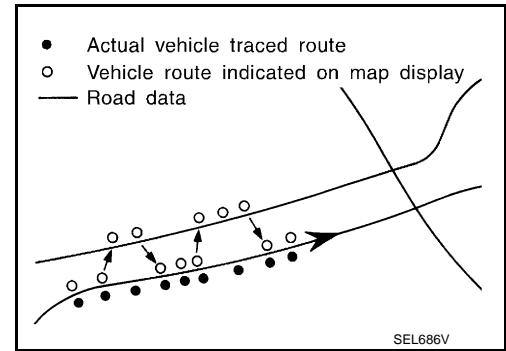 Actual vehicle traced route
Vehicle route indicated on map display
Road data
SEL686V